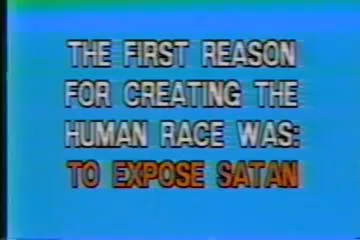 THE FIRST REASON
FOR CREATING THE
HUMAN RACE WAS:
TO EXPOSE SATAN